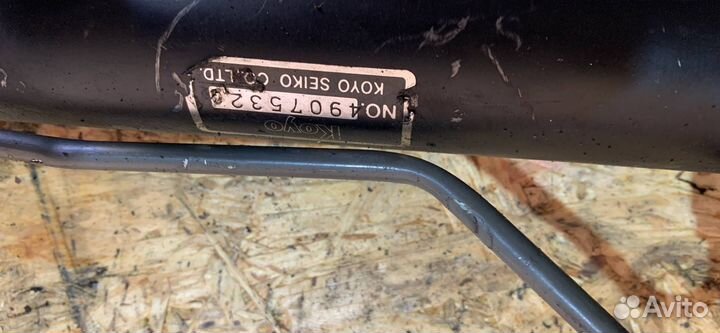 Koyo
NO.4907532
KOYO SEIKO CO.,LTD.
Avito